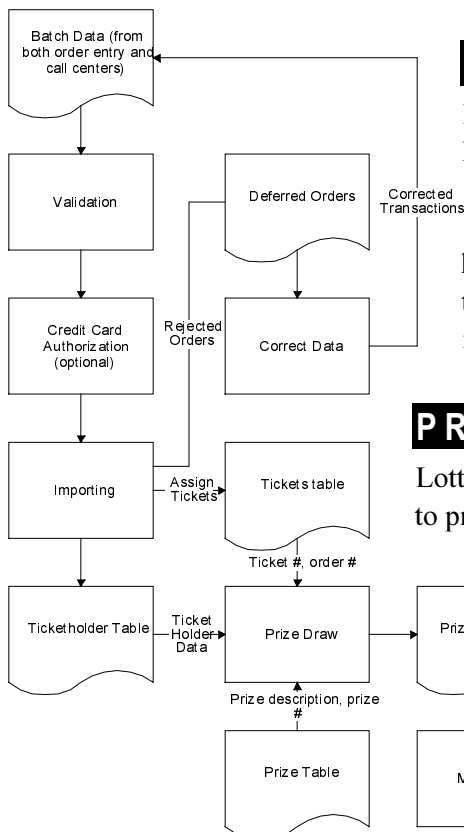 Batch Data (from
both order entry and
call centers)
Validation
Deferred Orders
Corrected
Transactions
Credit Card
Authorization
(optional)
Rejected
Orders
Correct Data
Importing
Assign
Tickets
Tickets table
Ticket #, order #
Ticketholder Table
Ticket
Holder
Data
Prize Draw
Prize description, prize
#
Prize Table
P R
Lott
to pr
Priz
M